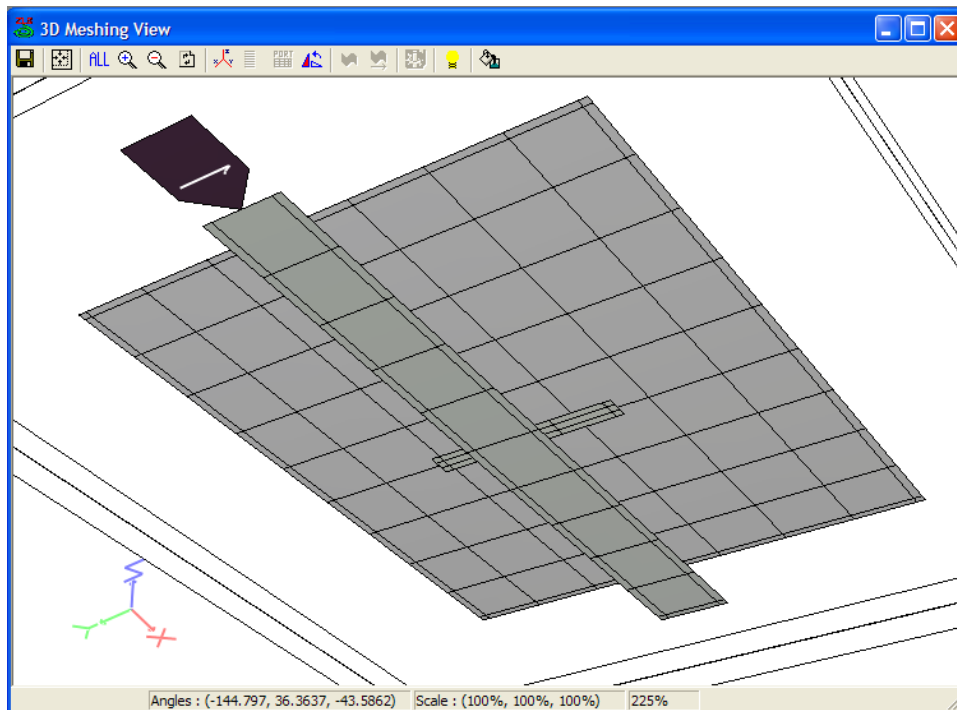 3D Meshing View
ALL
PORT
Z
Y
X
Angles : (-144.797, 36.3637, -43.5862) Scale : (100%, 100%, 100%) 225%